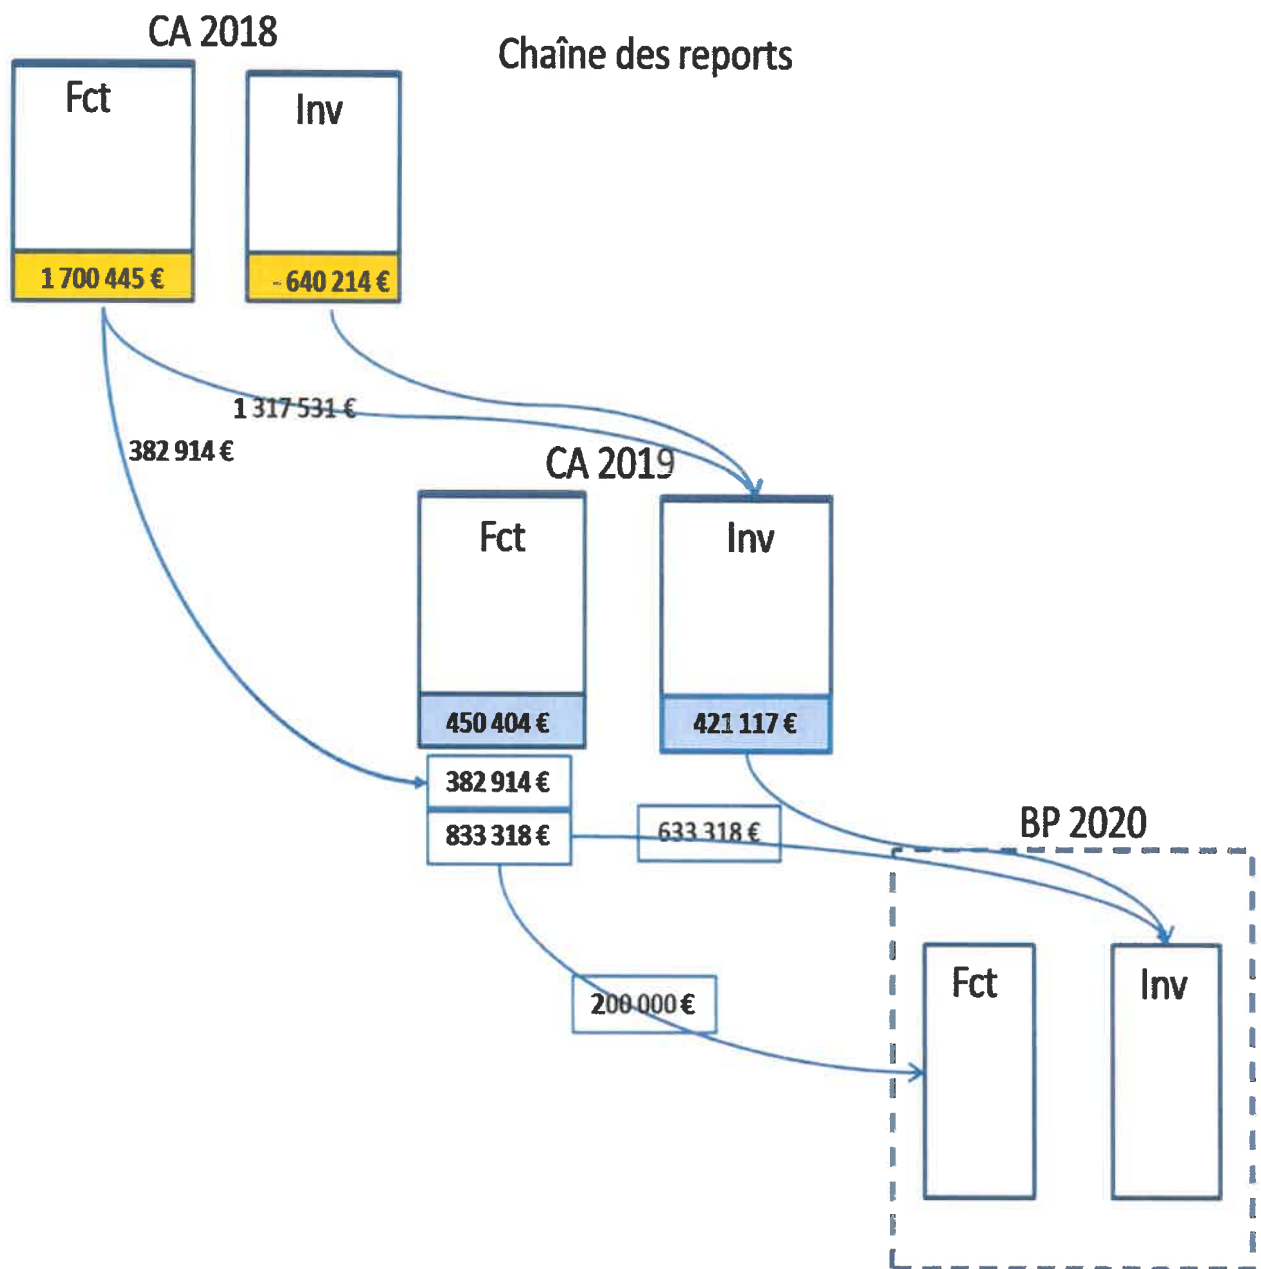 CA 2018
Chaîne des reports
Fct
Inv
1 700 445 €
- 640 214 €
1 317 531 €
382 914 €
CA 2019
Fct
Inv
450 404 €
421 117 €
382 914 €
833 318 €
633 318 €
BP 2020
Fct
Inv
200 000 €